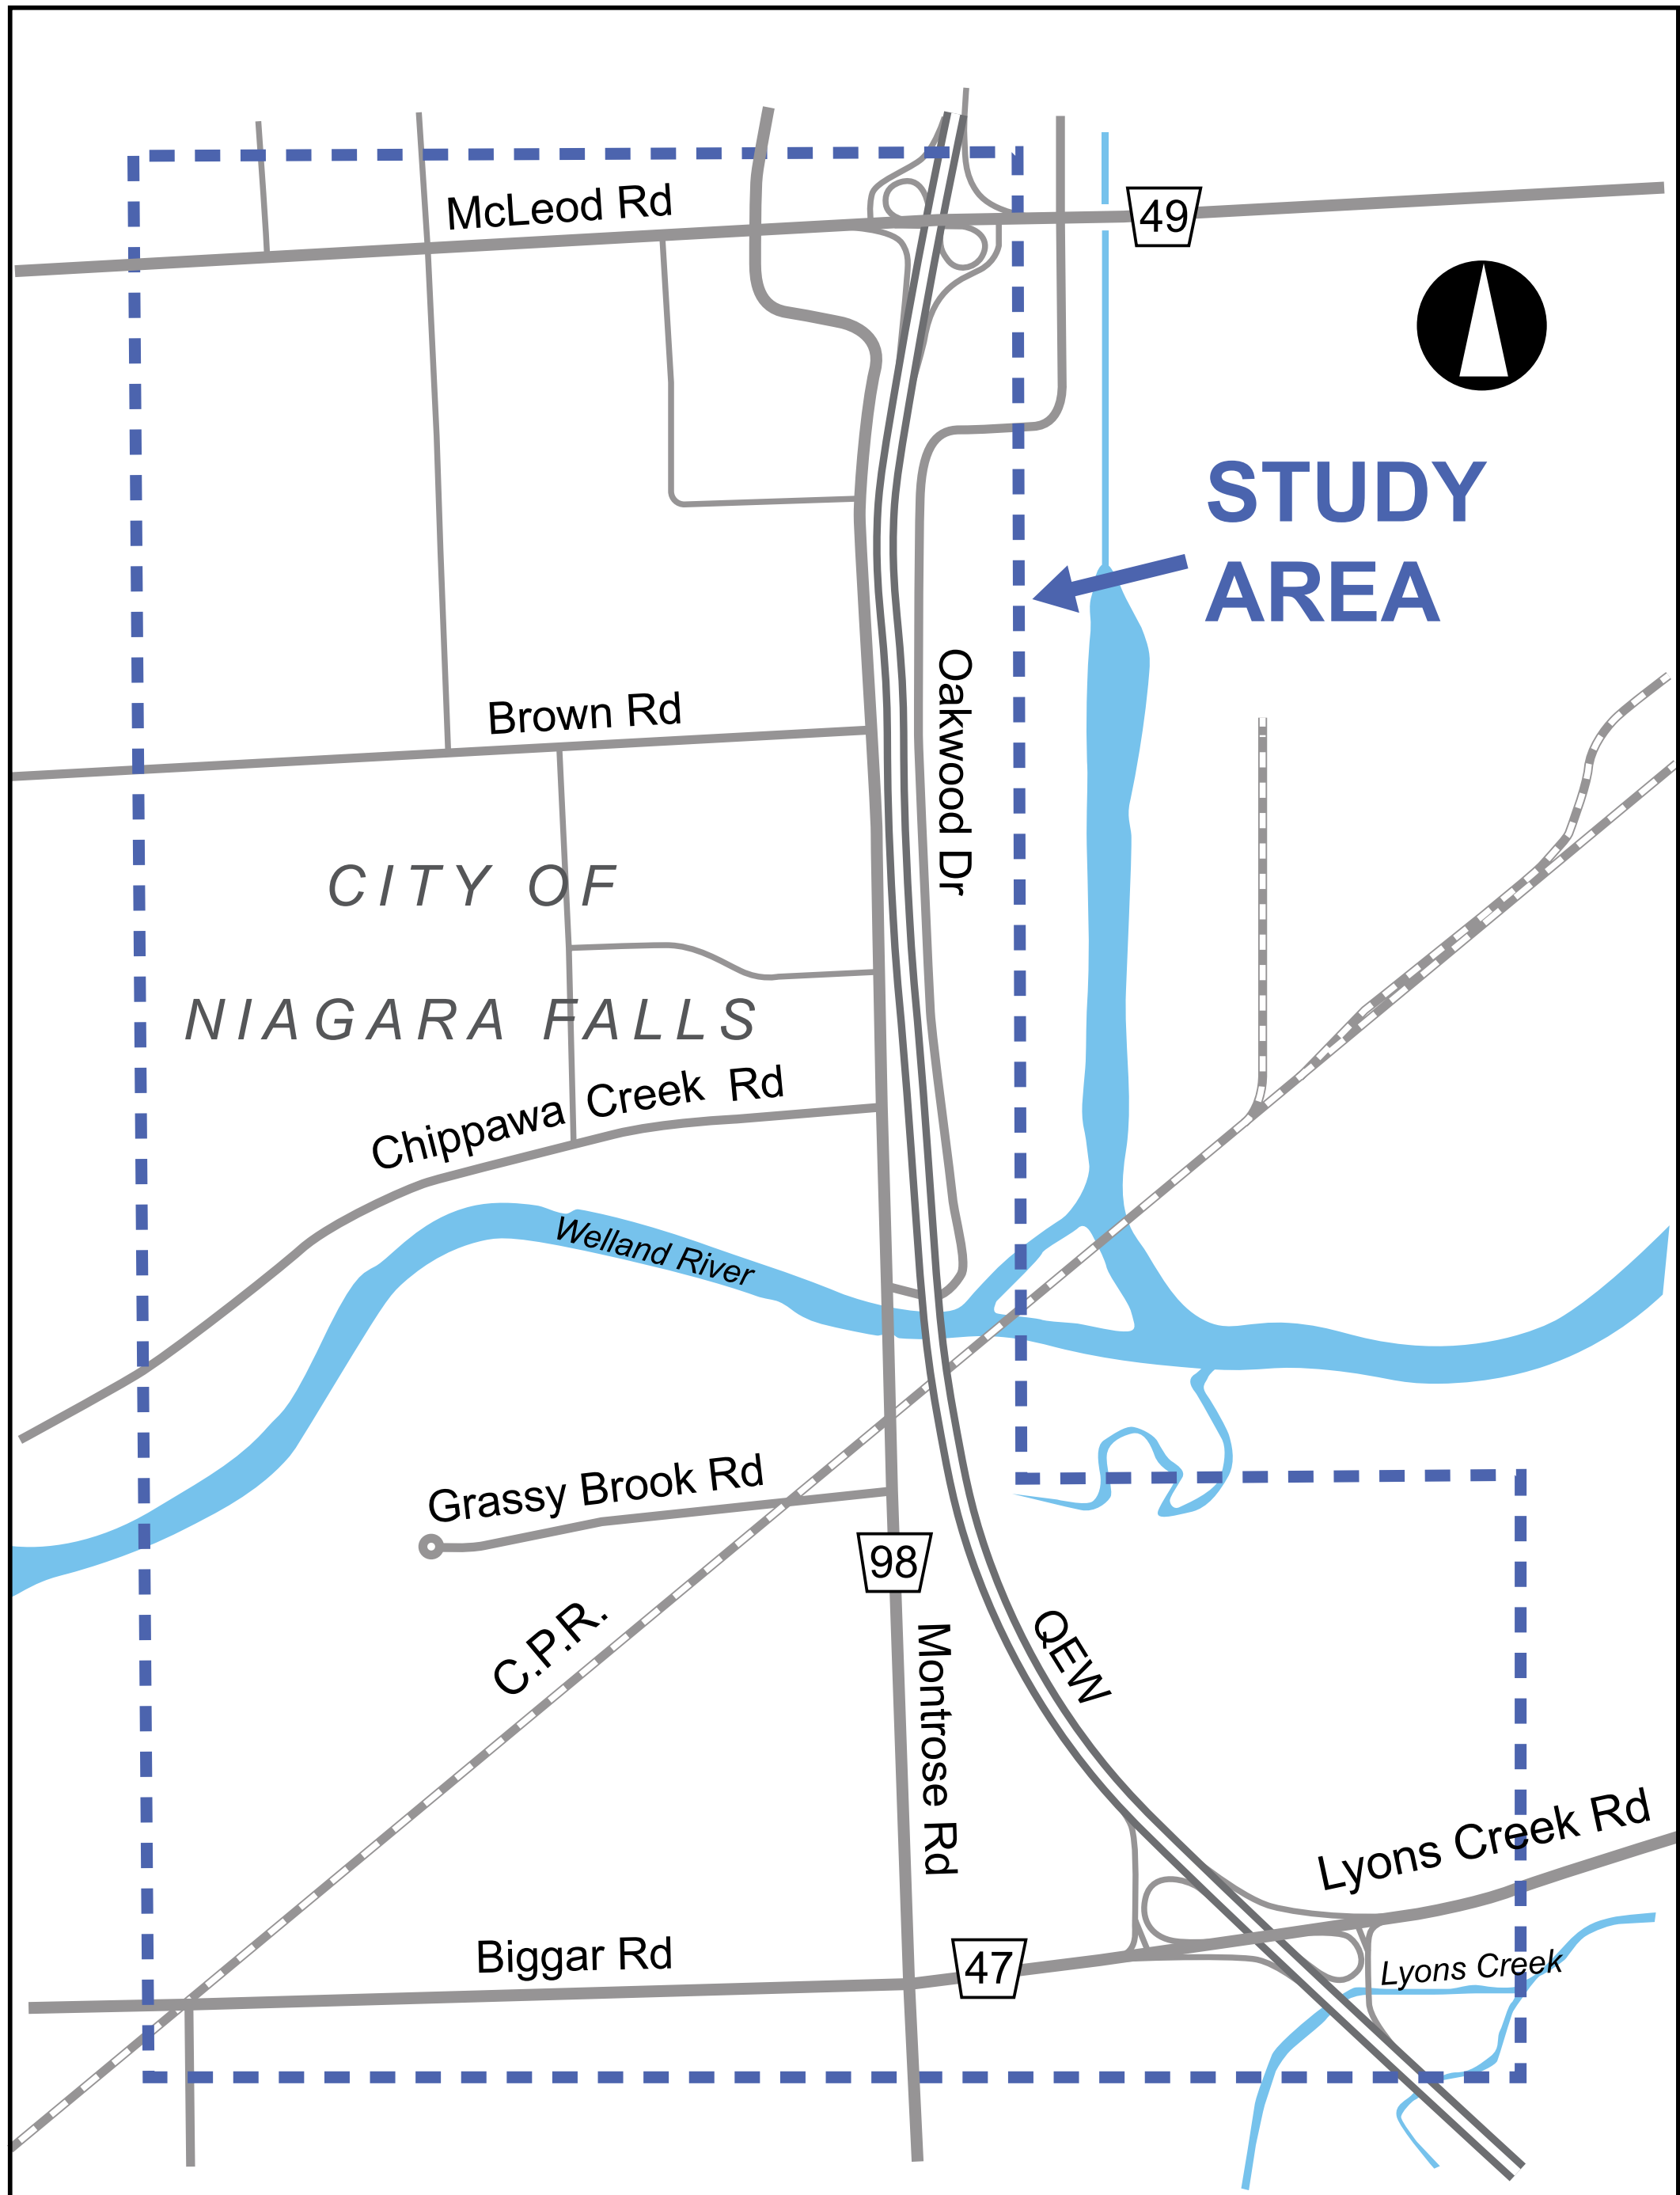 McLeod Rd
49
STUDY
AREA
Oakwood Dr
Brown Rd
CITY OF
NIAGARA FALLS
Chippawa Creek Rd
Welland River
Grassy Brook Rd
98
C.P.R.
QEW
Montrose Rd
Lyons Creek Rd
Biggar Rd
47
Lyons Creek